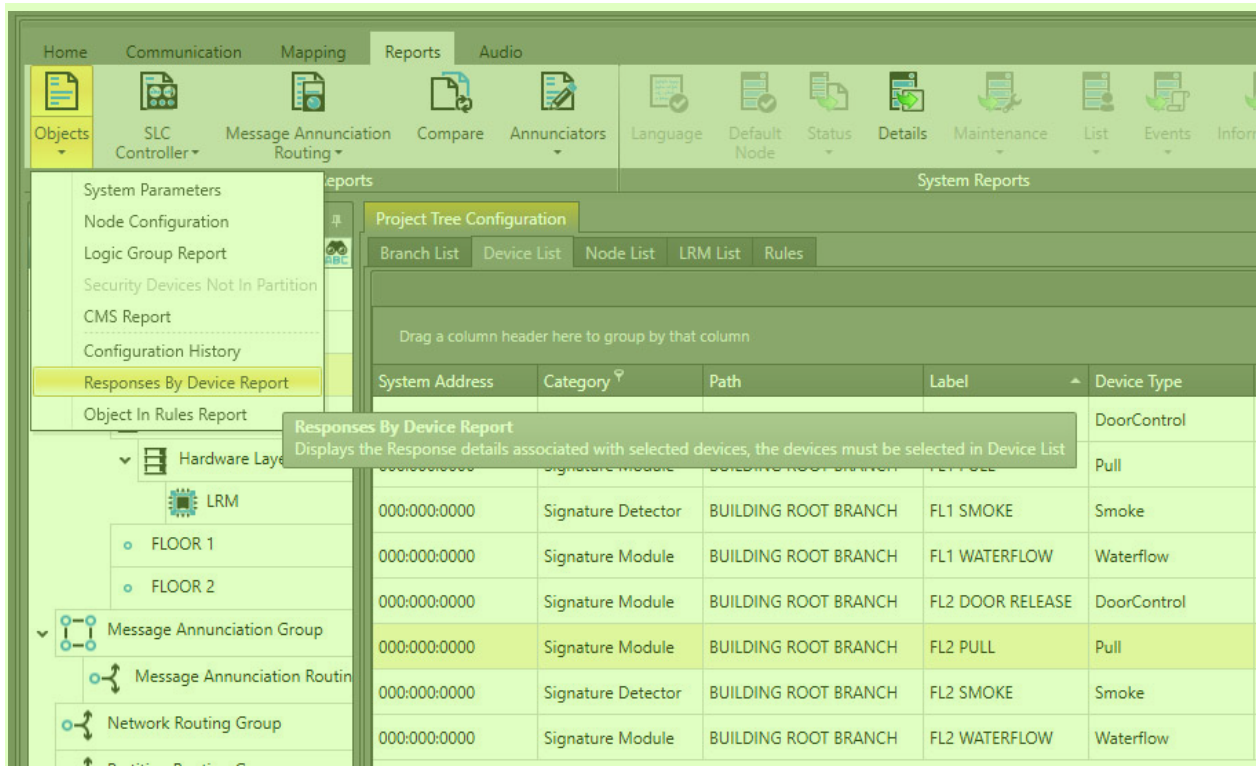 Home Communication Mapping Reports Audio
Objects SLC Controller Message Annunciation Routing Compare Annunciators Language Default Node Status Details Maintenance List Events
System Reports
System Parameters
Node Configuration
Logic Group Report
Security Devices Not In Partition
CMS Report
Configuration History
Responses By Device Report
Object In Rules Report
Responses By Device Report
Displays the Response details associated with selected devices, the devices must be selected in Device List
Hardware
LRM
FLOOR 1
FLOOR 2
Message Annunciation Group
Message Annunciation
Network Routing Group
ABC
Project Tree Configuration
Branch List Device List Node List LRM List Rules
Drag a column header here to group by that column
System Address Category Path Label Device Type
DoorControl
Pull
000:000:0000 Signature Detector BUILDING ROOT BRANCH FL1 SMOKE Smoke
000:000:0000 Signature Module BUILDING ROOT BRANCH FL1 WATERFLOW Waterflow
000:000:0000 Signature Module BUILDING ROOT BRANCH FL2 DOOR RELEASE DoorControl
000:000:0000 Signature Module BUILDING ROOT BRANCH FL2 PULL Pull
000:000:0000 Signature Detector BUILDING ROOT BRANCH FL2 SMOKE Smoke
000:000:0000 Signature Module BUILDING ROOT BRANCH FL2 WATERFLOW Waterflow